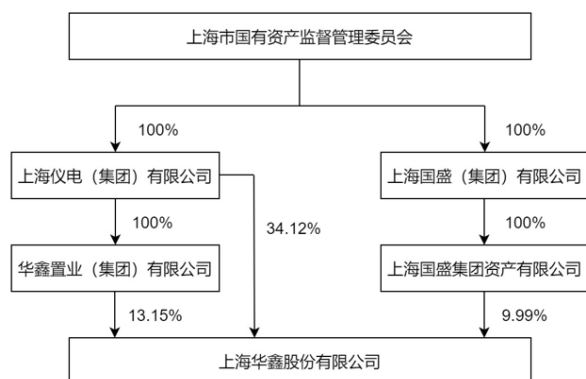 上海市国有资产监督管理委员会
100%
100%
上海仪电（集团）有限公司
上海国盛（集团）有限公司
100%
34.12%
100%
华鑫置业（集团）有限公司
上海国盛集团资产有限公司
13.15%
9.99%
上海华鑫股份有限公司